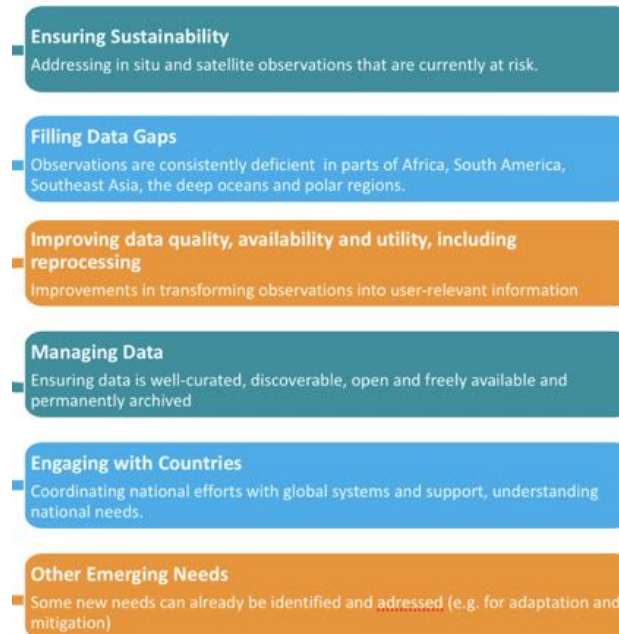 Ensuring Sustainability
Addressing in situ and satellite observations that are currently at risk.
Filling Data Gaps
Observations are consistently deficient in parts of Africa, South America,
Southeast Asia, the deep oceans and polar regions.
Improving data quality, availability and utility, including
reprocessing
Improvements in transforming observations into user-relevant information
Managing Data
Ensuring data is well-curated, discoverable, open and freely available and
permanently archived
Engaging with Countries
Coordinating national efforts with global systems and support, understanding
national needs.
Other Emerging Needs
Some new needs can already be identified and adressed (e.g. for adaptation and
mitigation)